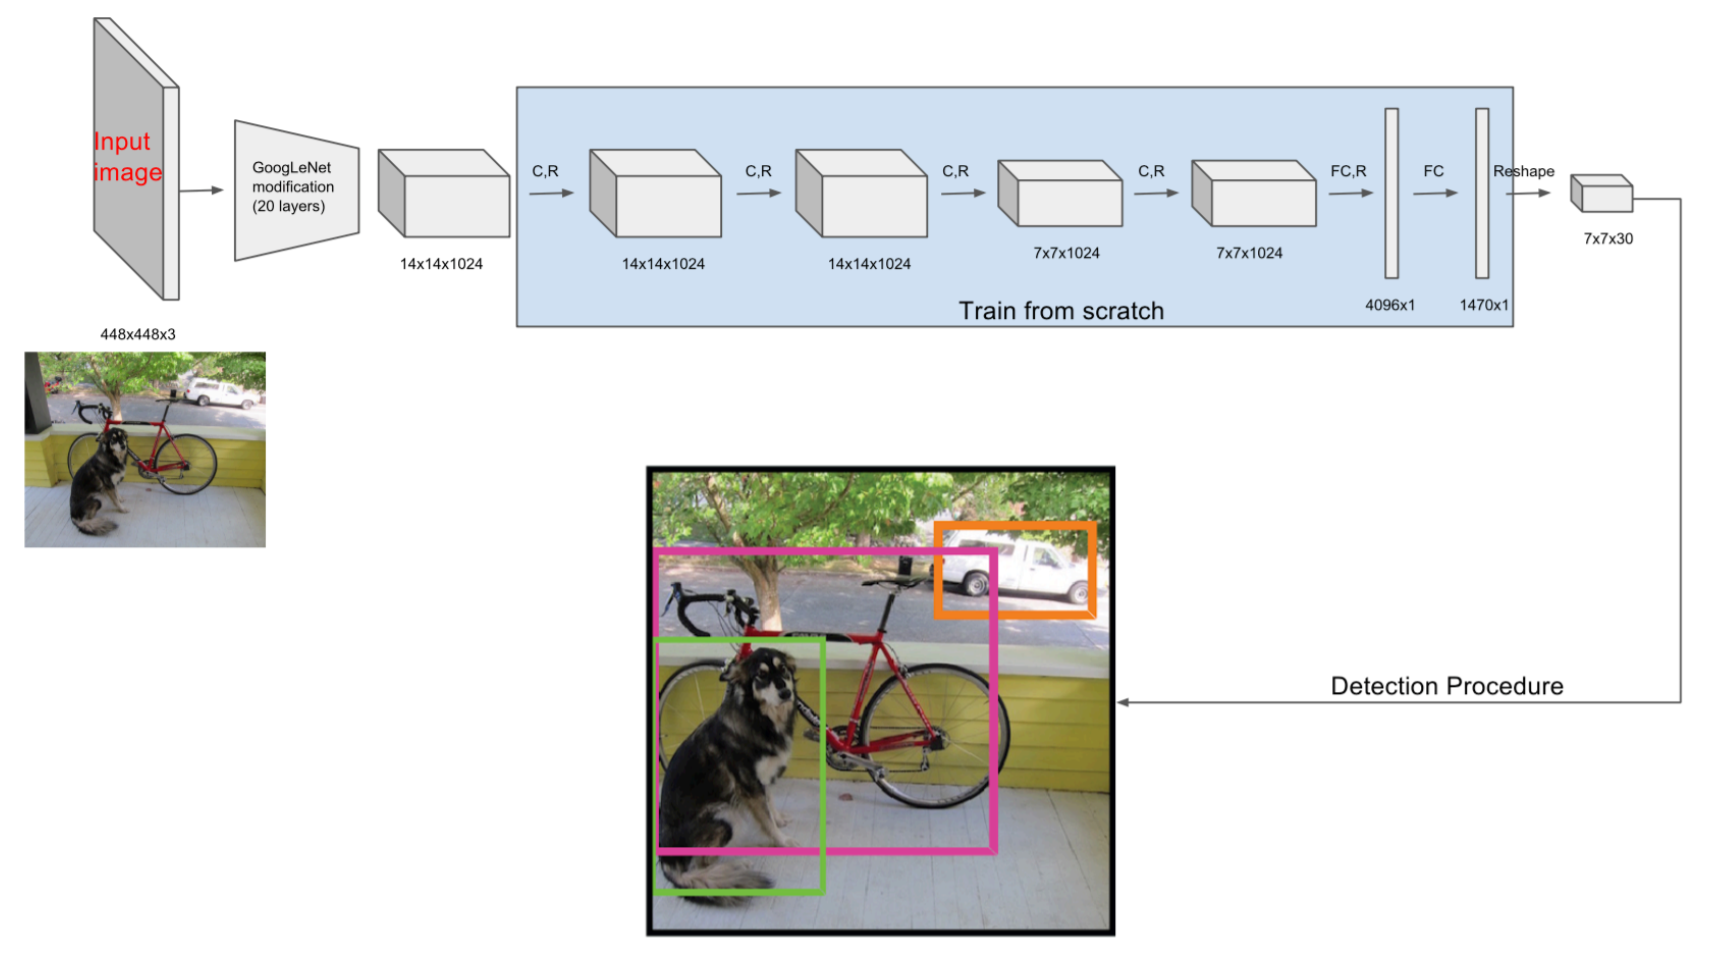 Input
image
448x448x3
GoogLeNet
modification
(20 layers)
14x14x1024
C,R
14x14x1024
C,R
14x14x1024
C,R
7x7x1024
C,R
7x7x1024
FC,R
4096x1
FC
1470x1
Reshape
7x7x30
Train from scratch
Detection Procedure